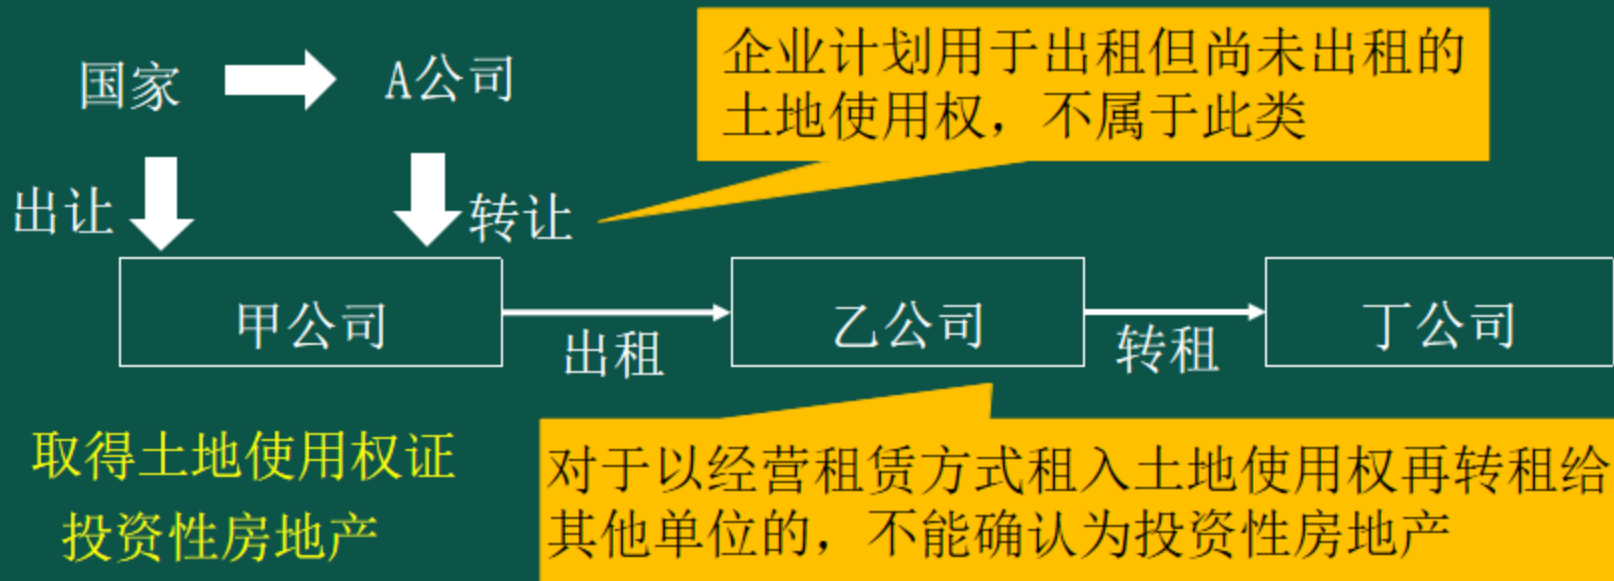 国家
A公司
企业计划用于出租但尚未出租的
土地使用权，不属于此类
出让
转让
甲公司
出租
乙公司
转租
丁公司
取得土地使用权证
投资性房地产
对于以经营租赁方式租入土地使用权再转租给
其他单位的，不能确认为投资性房地产